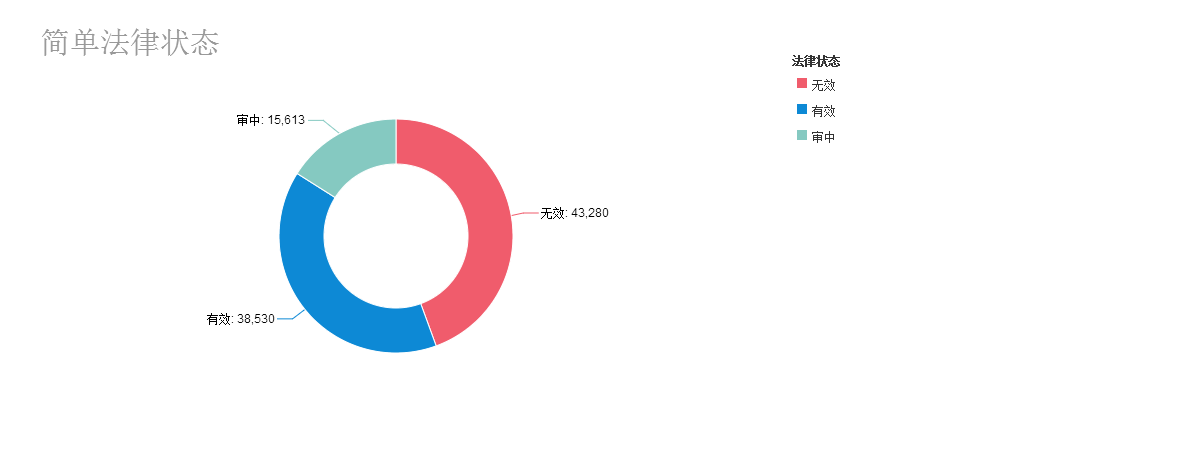 简单法律状态
法律状态
无效
有效
审中
审中: 15,613
无效: 43,280
有效: 38,530